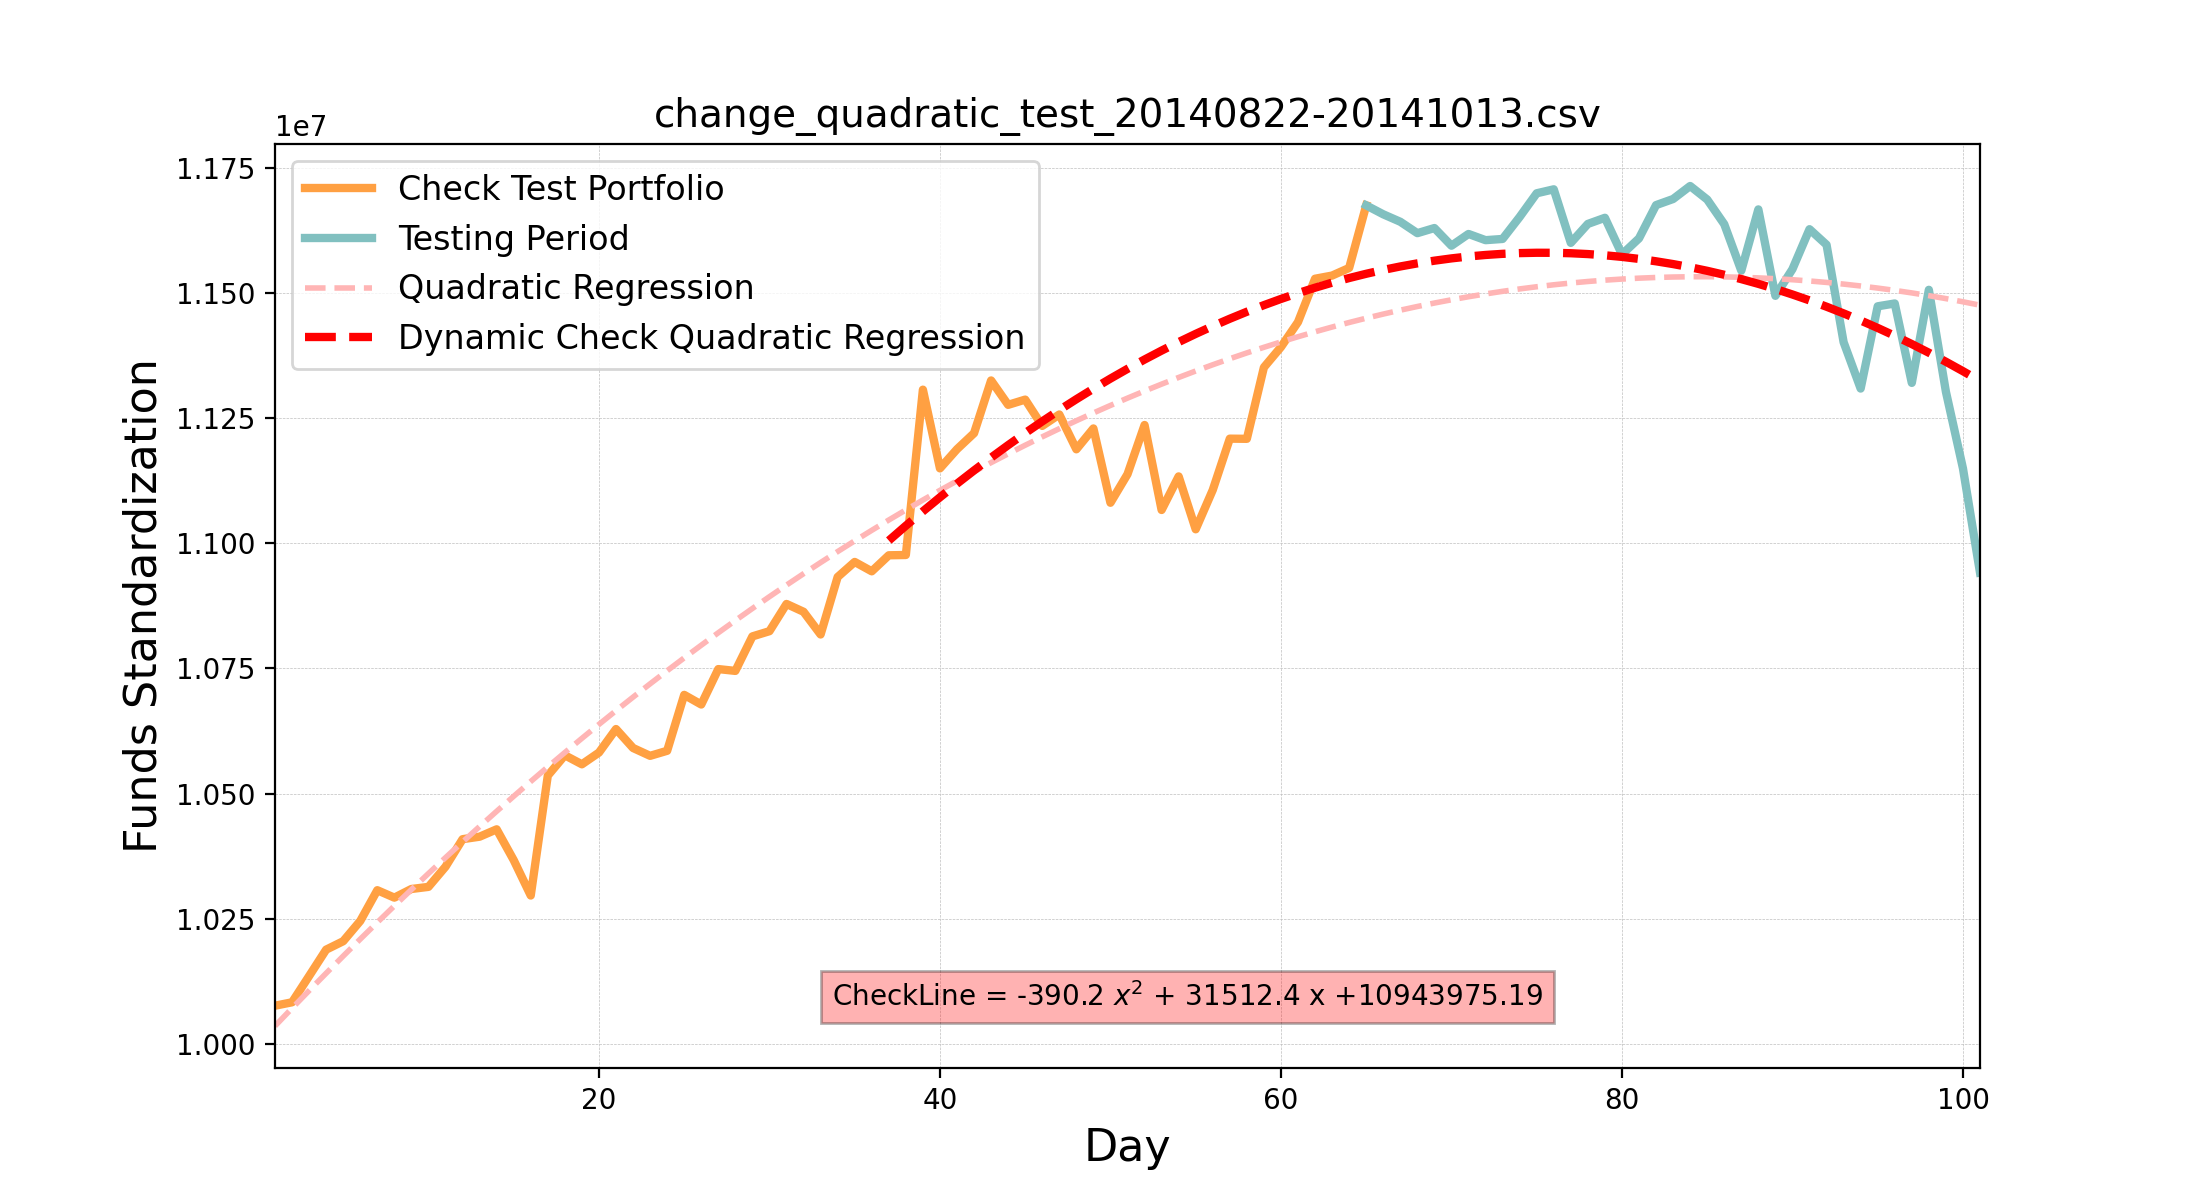 change_quadratic_test_20140822-20141013.csv
1e7
1.175
1.150
1.125
1.100
1.075
1.050
1.025
1.000
Funds Standardization
Check Test Portfolio
Testing Period
Quadratic Regression
Dynamic Check Quadratic Regression
CheckLine = -390.2 x² + 31512.4 x +10943975.19
20 40 60 80 100
Day